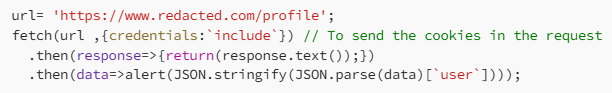 url= 'https://www.redacted.com/profile';
fetch(url ,{credentials:`include`}) // To send the cookies in the request
.then(response=>{return(response.text());})
.then(data=>alert(JSON.stringify(JSON.parse(data)[`user`])));